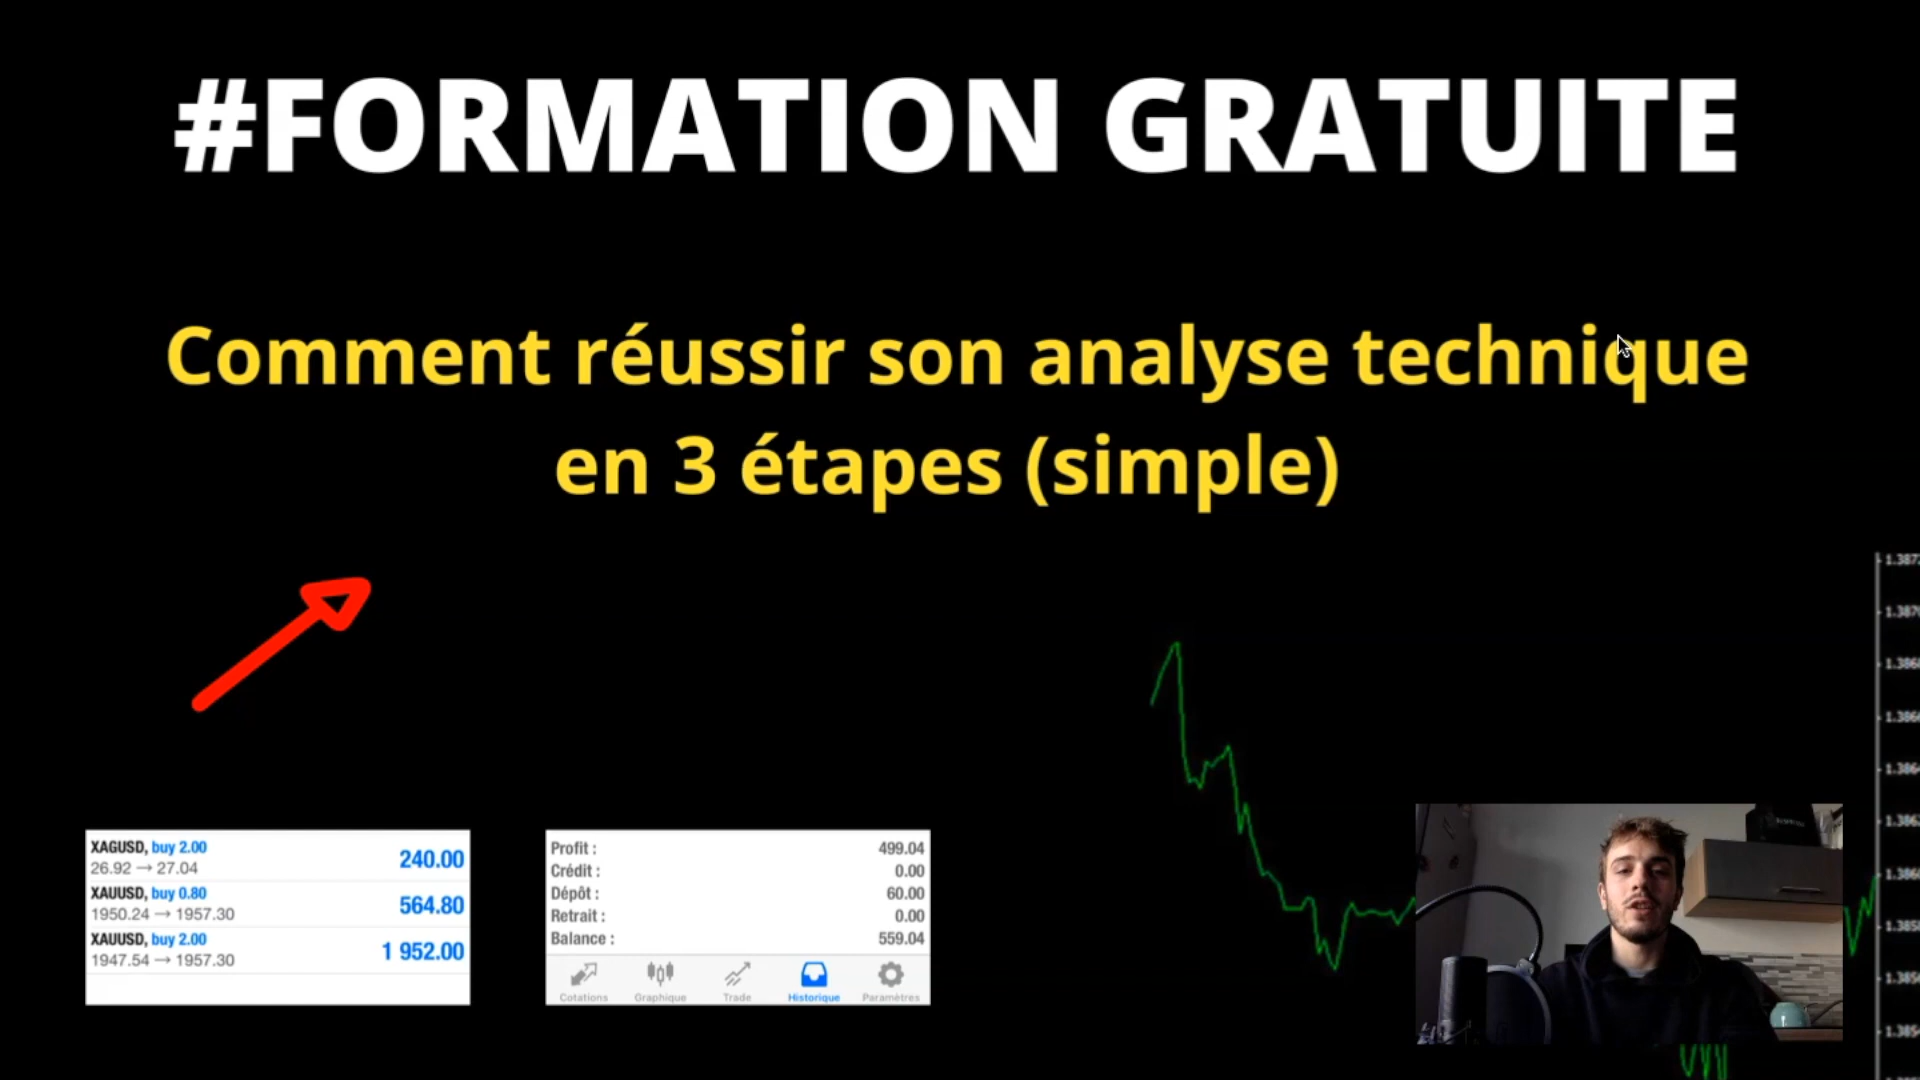 #FORMATION GRATUITE
Comment réussir son analyse technique
en 3 étapes (simple)
XAGUSD, buy 2.00
26.92 → 27.04
240.00
XAUUSD, buy 0.80
1950.24 → 1957.30
564.80
XAUUSD, buy 2.00
1947.54 → 1957.30
1 952.00
Profit : 499.04
Crédit : 0.00
Dépôt : 60.00
Retrait : 0.00
Balance : 559.04
Cotations Graphique Trade Historique Paramètres